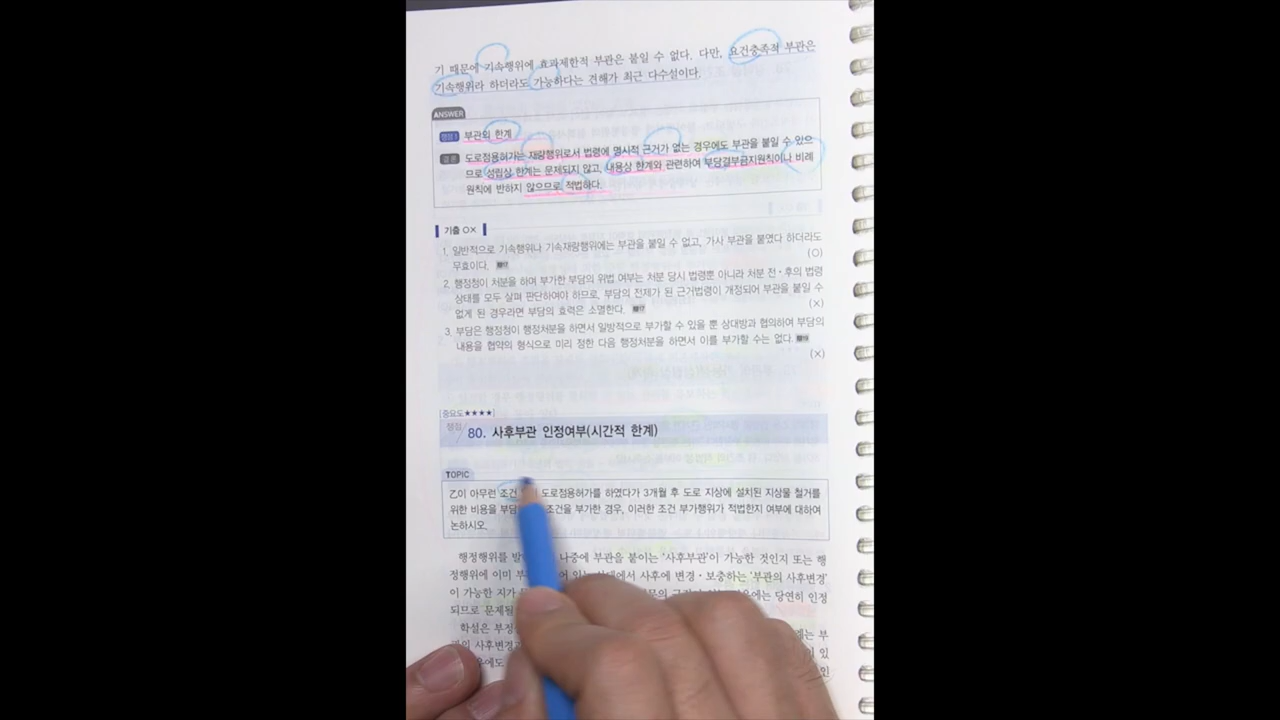 기 때문에 기속행위에 효과제한적 부관은 붙일 수 없다. 다만, 요건충족적 부관은
기속행위라 하더라도 가능하다는 견해가 최근 다수설이다.
ANSWER
쟁점 1 부관의 한계
결론 도로점용허가는 재량행위로서 법령에 명시적 근거가 없는 경우에도 부관을 붙일 수 있으
므로 성립상 한계는 문제되지 않고, 내용상 한계와 관련하여 부당결부금지원칙이나 비례
원칙에 반하지 않으므로 적법하다.
기출 OX
1. 일반적으로 기속행위나 기속재량행위에는 부관을 붙일 수 없고, 가사 부관을 붙였다 하더라도
무효이다. (O)
2. 행정청이 처분을 하며 부가한 부담의 위법 여부는 처분 당시 법령뿐 아니라 처분 전·후의 법령
상태를 모두 살펴 판단하여야 하므로, 부담의 전제가 된 근거법령이 개정되어 부관을 붙일 수
없게 된 경우라면 부담의 효력은 소멸한다. (×)
3. 부담은 행정청이 행정처분을 하면서 일방적으로 부가할 수 있을 뿐 상대방과 협의하여 부담의
내용을 협약의 형식으로 미리 정한 다음 행정처분을 하면서 이를 부가할 수는 없다.
(×)
[중요도★★★★]
쟁점 80. 사후부관 인정여부(시간적 한계)
TOPIC
乙이 아무런 조건 도로점용허가를 하였다가 3개월 후 도로 지상에 설치된 지상물 철거를
위한 비용을 부담 조건을 부가한 경우, 이러한 조건 부가행위가 적법한지 여부에 대하여
논하시오.
행정행위를 발 나중에 부관을 붙이는 '사후부관'이 가능한 것인지 또는 행
정행위에 이미 부 어 있는 상태에서 사후에 변경·보충하는 '부관의 사후변경'
이 가능한 지가 에는 당연히 인정
되므로 문제될
학설은 부정 는 부
관의 사후변경 이 있
인